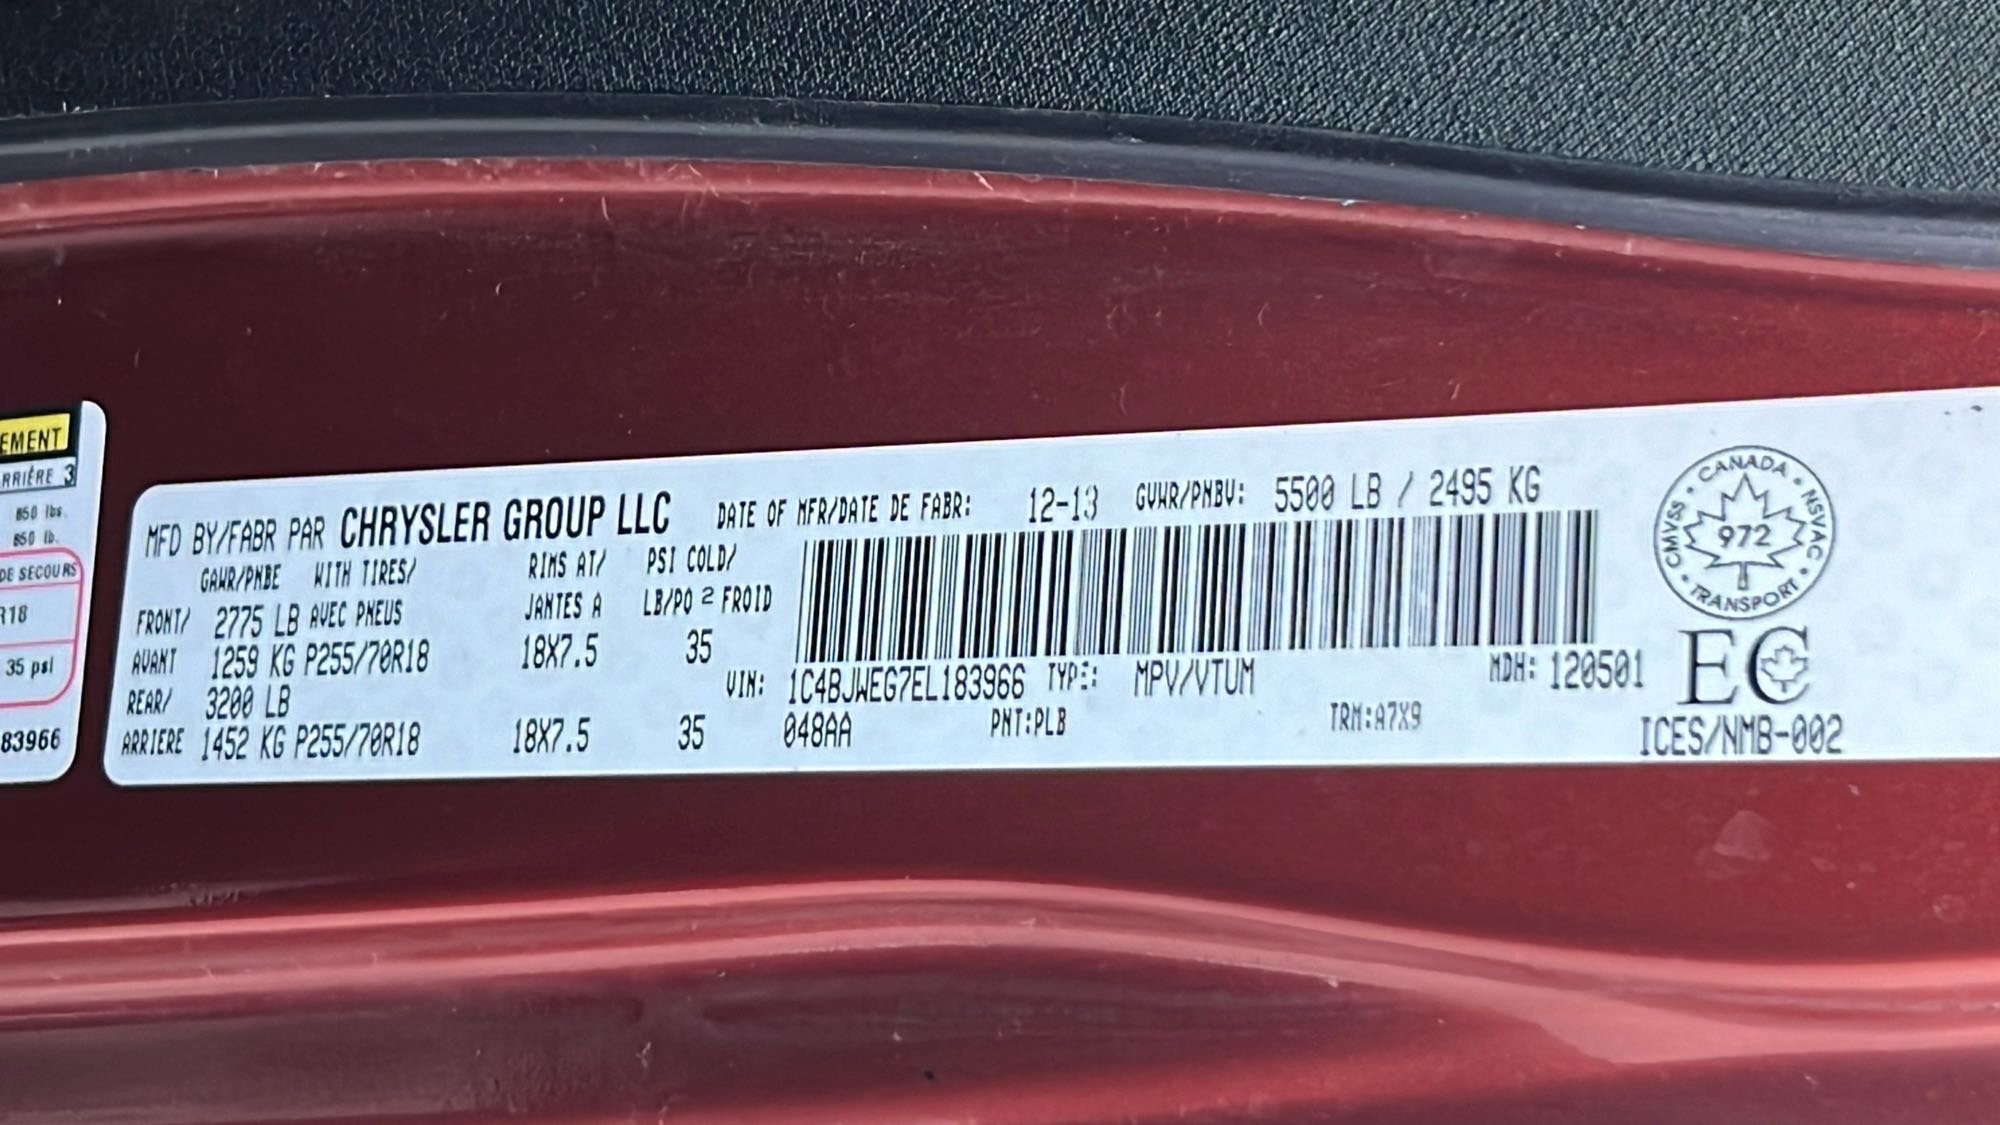 EMENT
RRIÈRE 3
850 lbs.
850 lb.
DE SECOURS
R18
35 psi
83966
MFD BY/FABR PAR CHRYSLER GROUP LLC DATE OF MFR/DATE DE FABR: 12-13 GVWR/PNBV: 5500 LB / 2495 KG
GAWR/PNBE WITH TIRES/ RIMS AT/ PSI COLD/
FRONT/ 2775 LB AVEC PNEUS JANTES A LB/PO 2 FROID
AVANT 1259 KG P255/70R18 18X7.5 35
REAR/ 3200 LB
ARRIERE 1452 KG P255/70R18 18X7.5 35
VIN: 1C4BJWEG7EL183966 TYPE: MPV/VTUM MDH: 120501
048AA PNT:PLB TRM:A7X9
CANADA • NSVAC • TRANSPORT • CMVSS •
972
EC
ICES/NMB-002